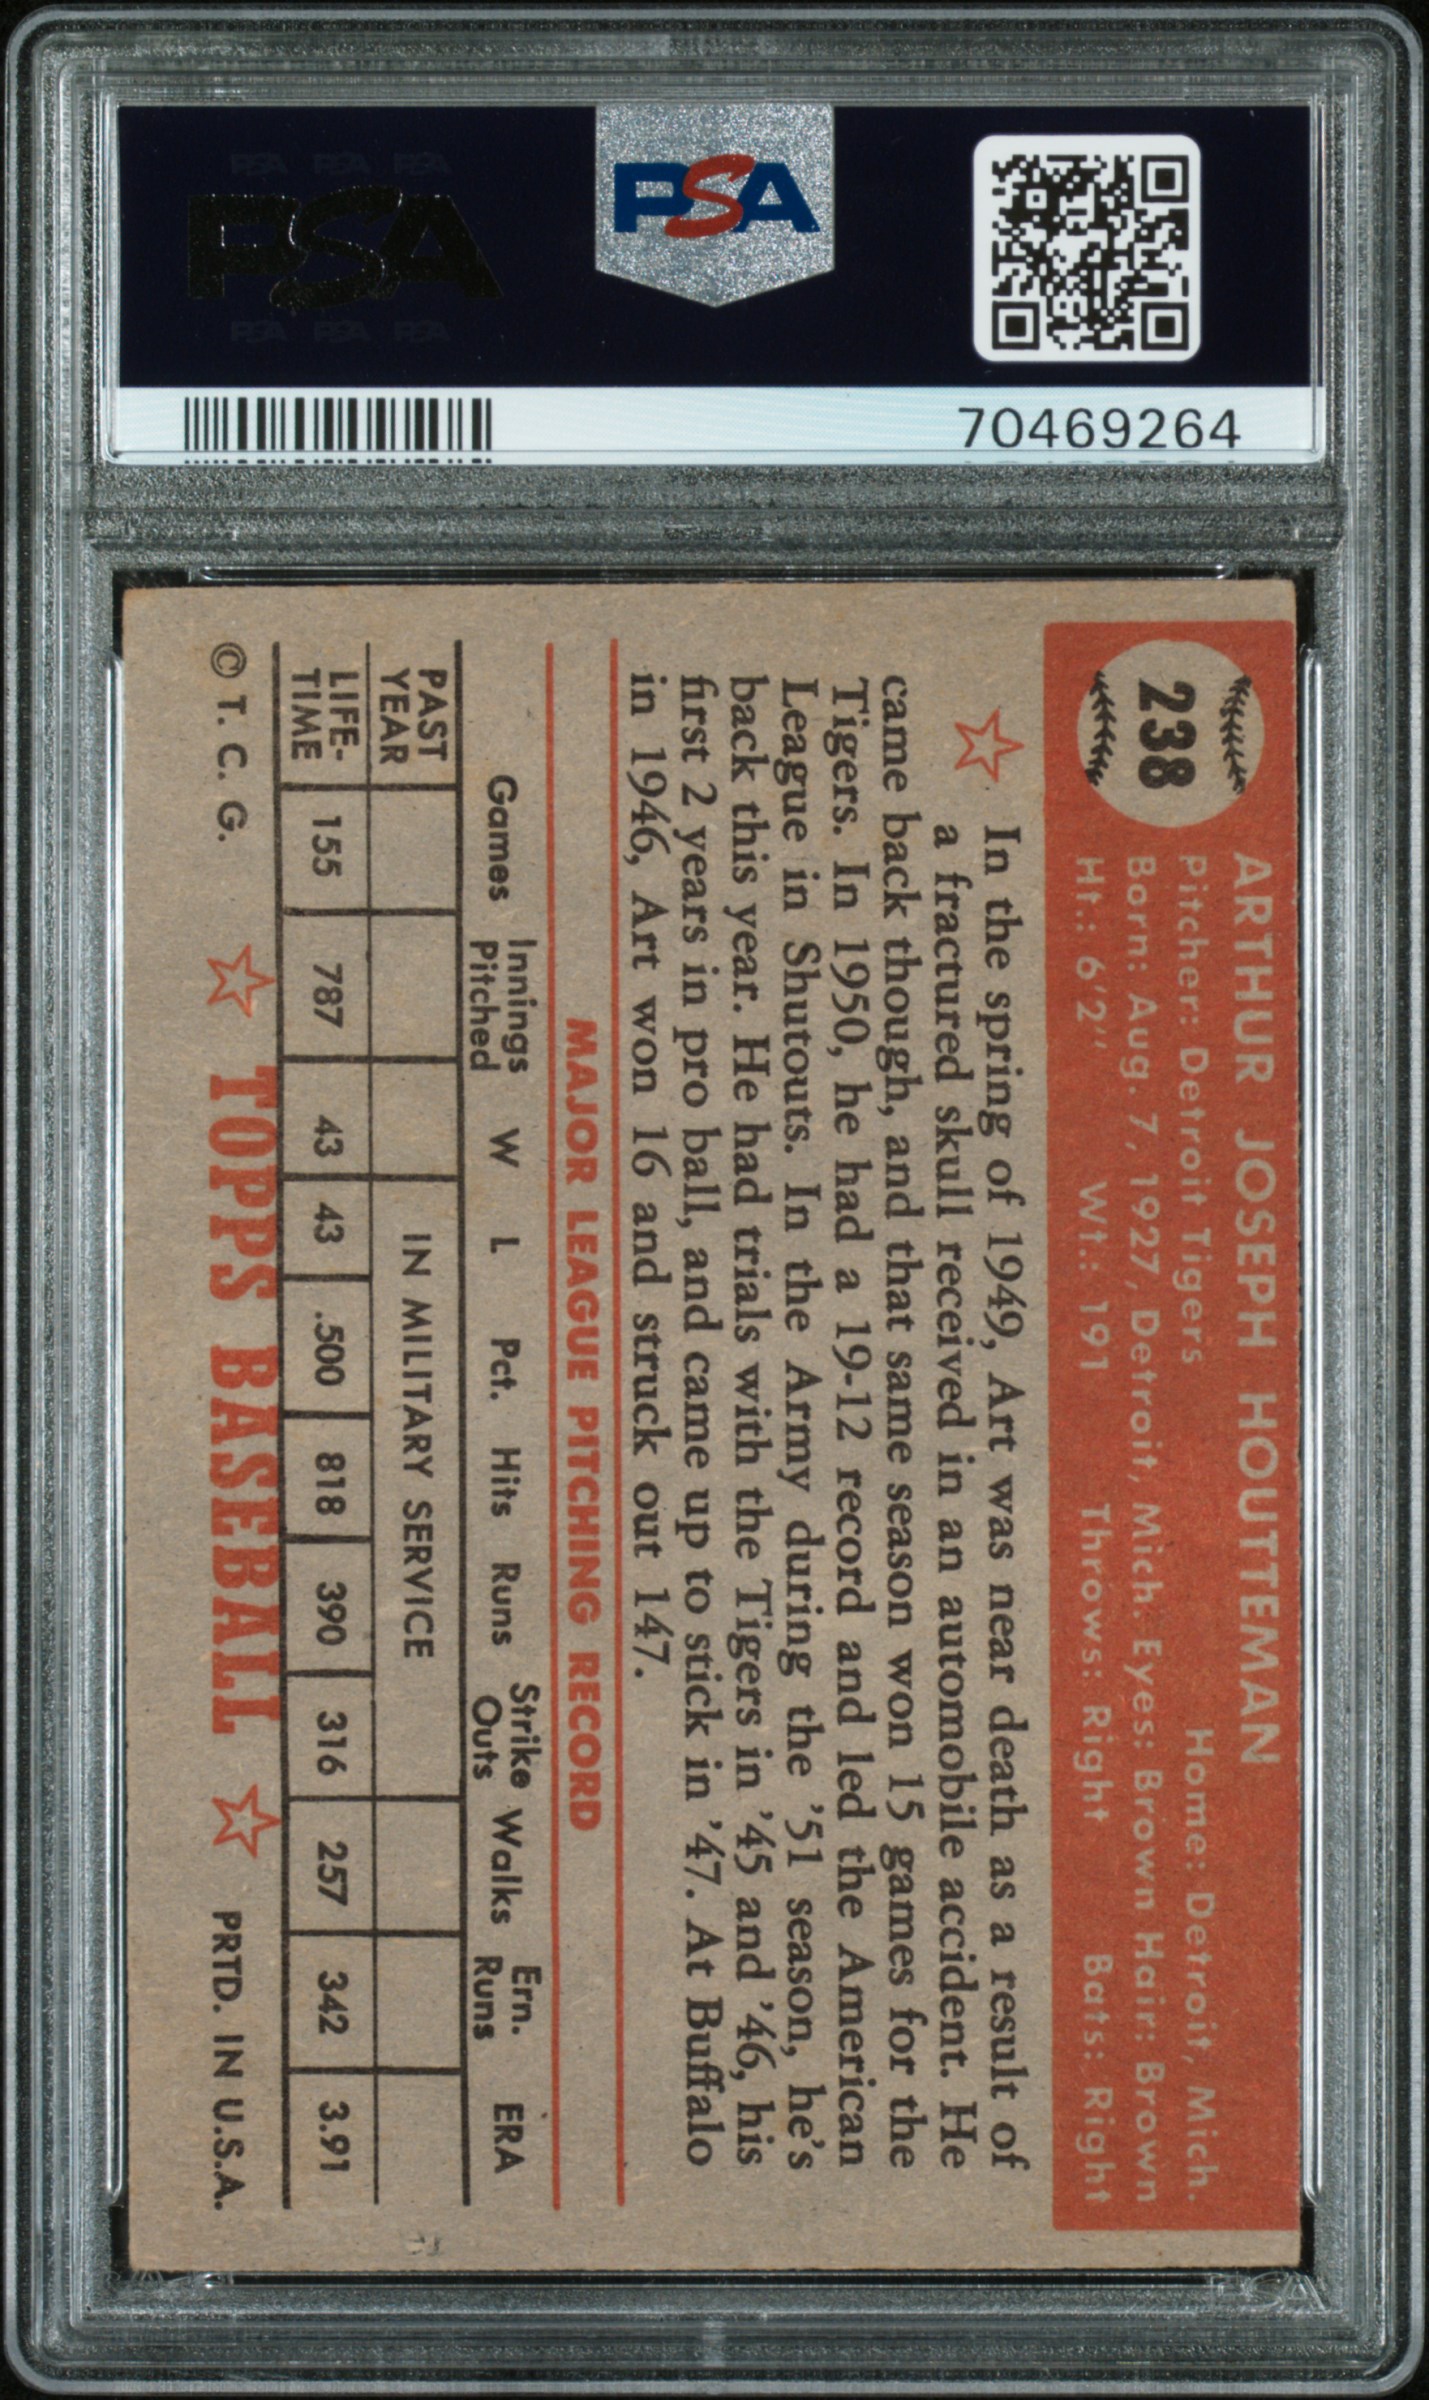 PSA
PSA
70469264
238
ARTHUR JOSEPH HOUTTEMAN
Pitcher: Detroit Tigers Home: Detroit, Mich.
Born: Aug. 7, 1927, Detroit, Mich. Eyes: Brown Hair: Brown
Ht.: 6'2" Wt.: 191 Throws: Right Bats: Right
In the spring of 1949, Art was near death as a result of
a fractured skull received in an automobile accident. He
came back though, and that same season won 15 games for the
Tigers. In 1950, he had a 19-12 record and led the American
League in Shutouts. In the Army during the '51 season, he's
back this year. He had trials with the Tigers in '45 and '46, his
first 2 years in pro ball, and came up to stick in '47. At Buffalo
in 1946, Art won 16 and struck out 147.
MAJOR LEAGUE PITCHING RECORD
Games Innings Pitched W L Pct. Hits Runs Strike Outs Walks Ern. Runs ERA
PAST YEAR IN MILITARY SERVICE
LIFE-TIME 155 787 43 43 .500 818 390 316 257 342 3.91
© T. C. G. TOPPS BASEBALL PRTD. IN U.S.A.
PSA